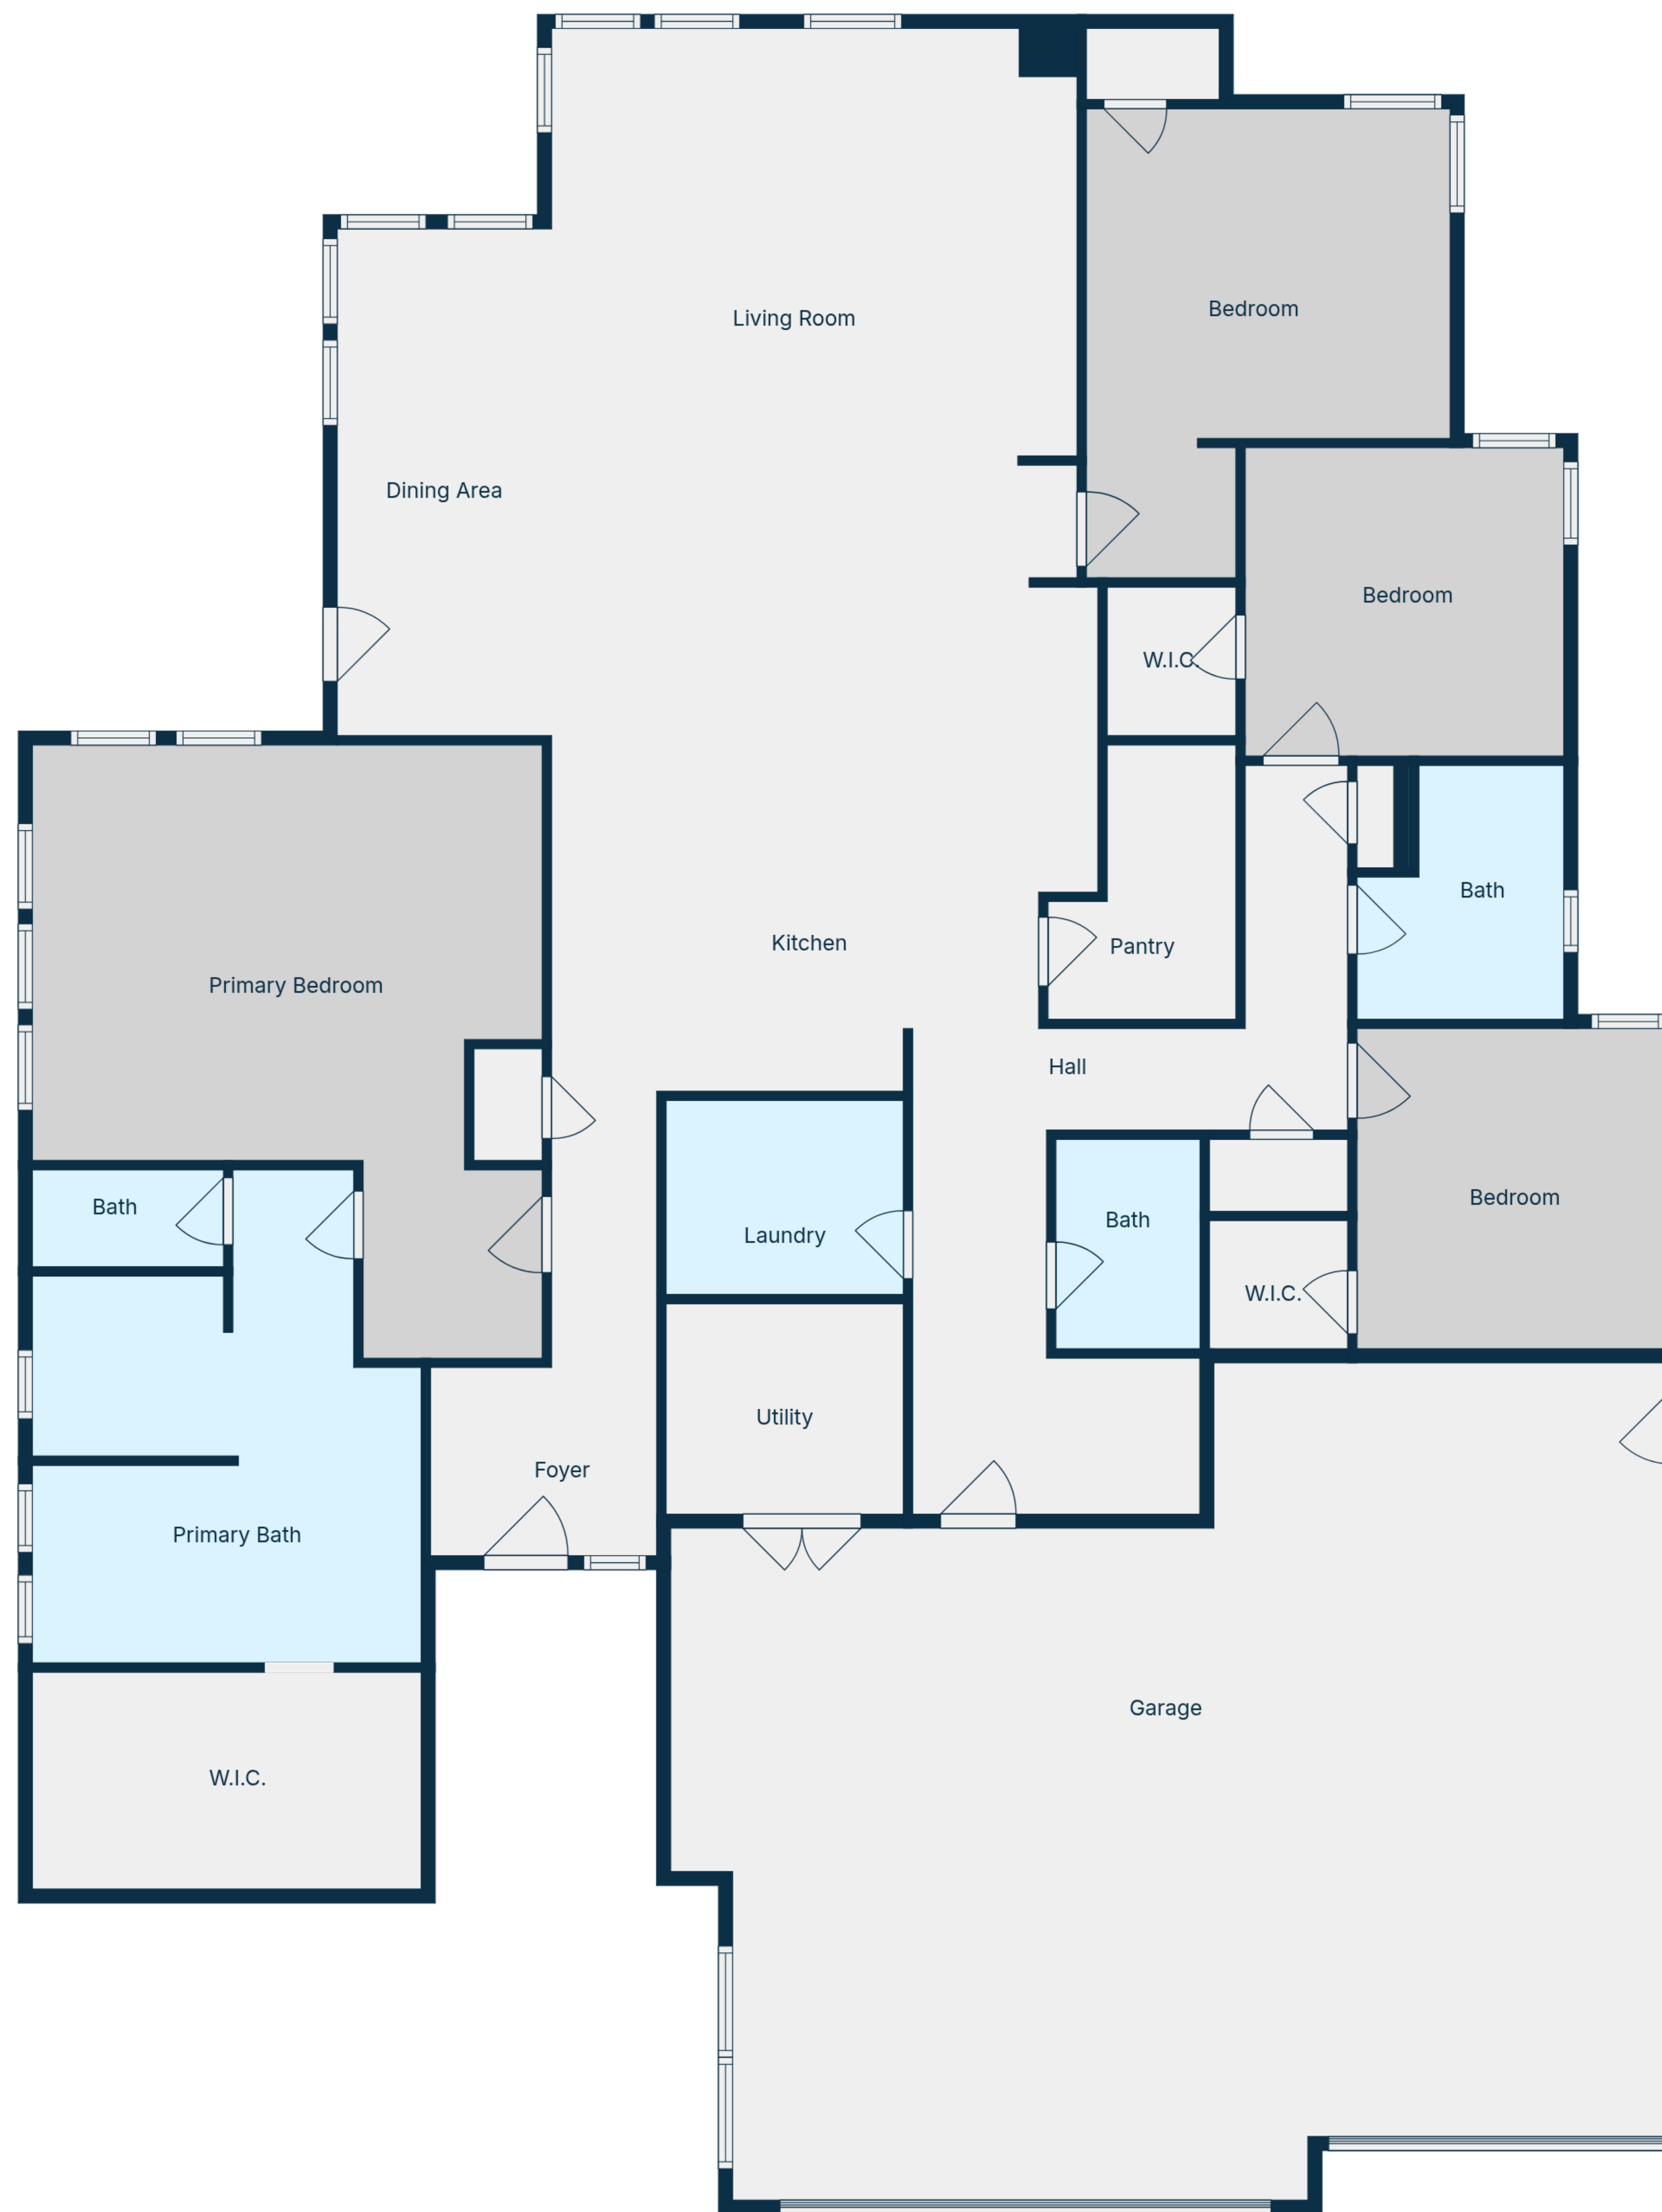 Bedroom
Living Room
Dining Area
Bedroom
W.I.C.
Bath
Kitchen
Pantry
Primary Bedroom
Hall
Bedroom
Bath
Bath
Laundry
W.I.C.
Utility
Foyer
Primary Bath
Garage
W.I.C.